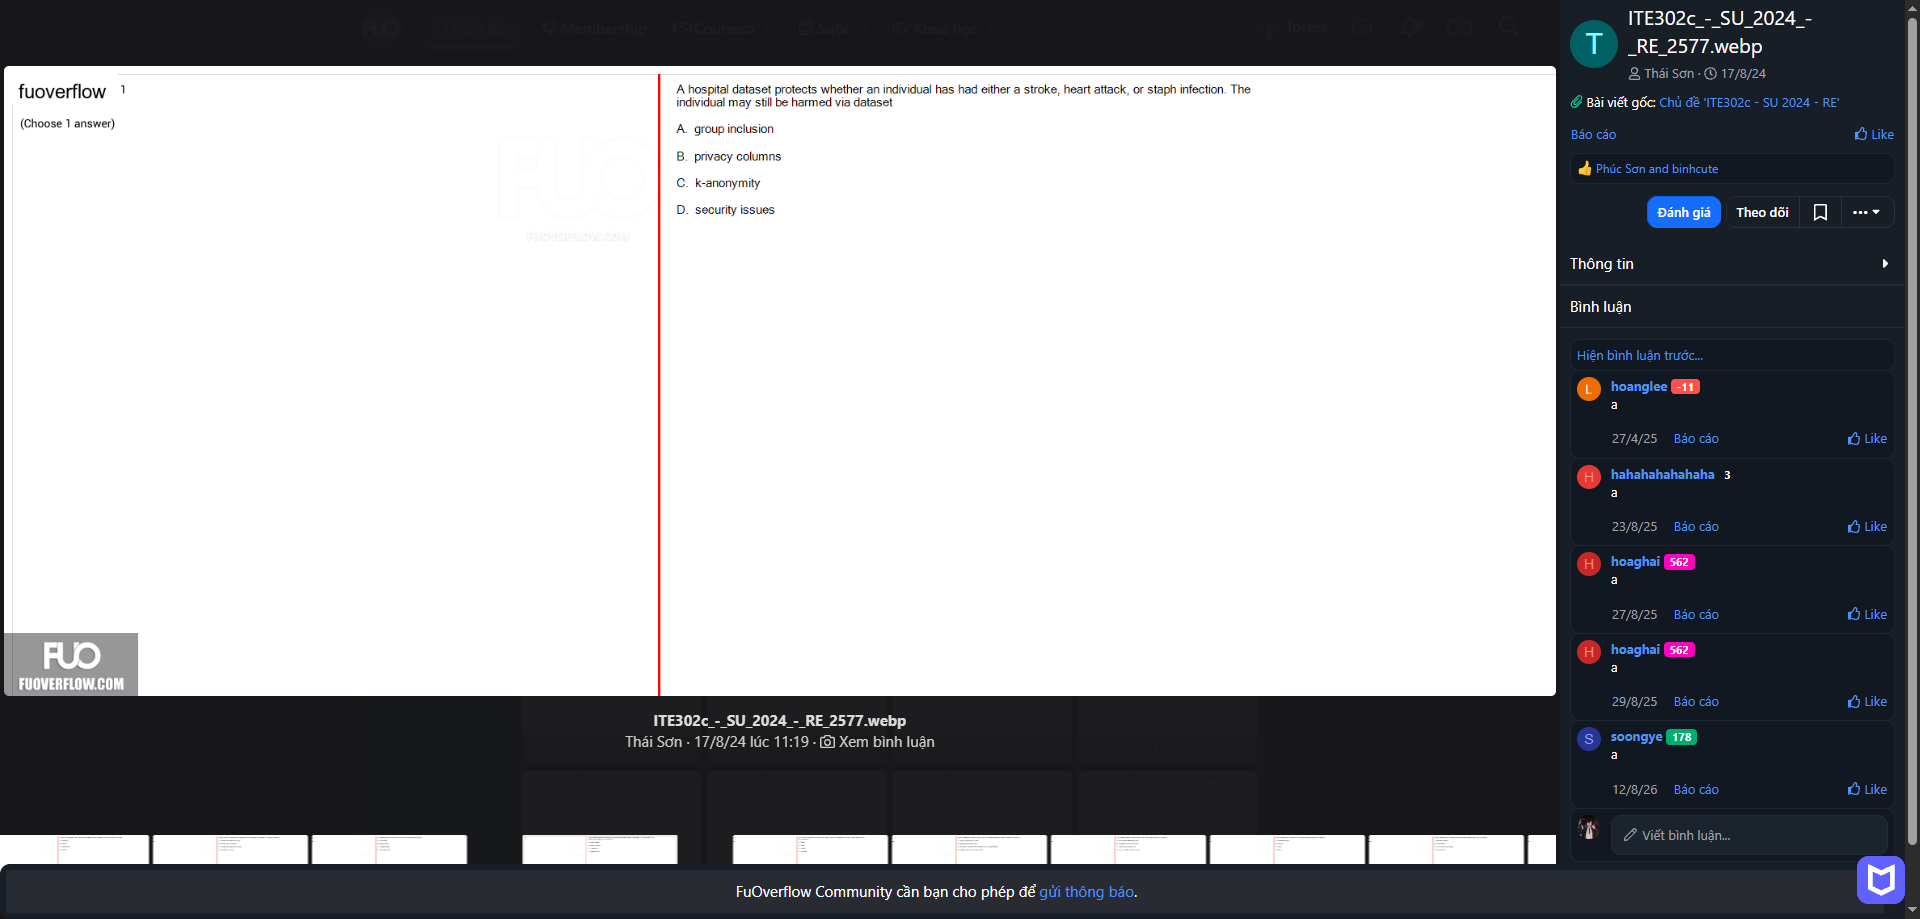 Membership
Coursera
Torest
fuoverflow 1
(Choose 1 answer)
A hospital dataset protects whether an individual has had either a stroke, heart attack, or staph infection. The
individual may still be harmed via dataset
A. group inclusion
B. privacy columns
C. k-anonymity
D. security issues
FUOVERFLOW.COM
FUO
FUOVERFLOW.COM
ITE302c_-_SU_2024_-_RE_2577.webp
Thái Sơn · 17/8/24 lúc 11:19 · Xem bình luận
T
ITE302c_-_SU_2024_-
_RE_2577.webp
Thái Sơn · 17/8/24
Bài viết gốc: Chủ đề 'ITE302c - SU 2024 - RE'
Báo cáo Like
Phúc Sơn and binhcute
Đánh giá Theo dõi
Thông tin
Bình luận
Hiện bình luận trước...
L hoanglee -11
a
27/4/25 Báo cáo Like
H hahahahahahaha 3
a
23/8/25 Báo cáo Like
H hoaghai 562
a
27/8/25 Báo cáo Like
H hoaghai 562
a
29/8/25 Báo cáo Like
S soongye 178
a
12/8/26 Báo cáo Like
Viết bình luận...
FuOverflow Community cần bạn cho phép để gửi thông báo.